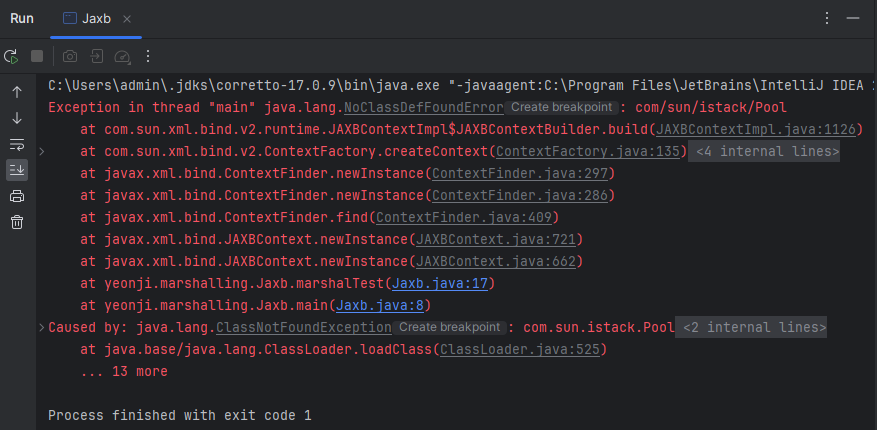 Run Jaxb
C:\Users\admin\.jdks\corretto-17.0.9\bin\java.exe "-javaagent:C:\Program Files\JetBrains\IntelliJ IDEA
Exception in thread "main" java.lang.NoClassDefFoundError Create breakpoint : com/sun/istack/Pool
at com.sun.xml.bind.v2.runtime.JAXBContextImpl$JAXBContextBuilder.build(JAXBContextImpl.java:1126)
at com.sun.xml.bind.v2.ContextFactory.createContext(ContextFactory.java:135) <4 internal lines>
at javax.xml.bind.ContextFinder.newInstance(ContextFinder.java:297)
at javax.xml.bind.ContextFinder.newInstance(ContextFinder.java:286)
at javax.xml.bind.ContextFinder.find(ContextFinder.java:409)
at javax.xml.bind.JAXBContext.newInstance(JAXBContext.java:721)
at javax.xml.bind.JAXBContext.newInstance(JAXBContext.java:662)
at yeonji.marshalling.Jaxb.marshalTest(Jaxb.java:17)
at yeonji.marshalling.Jaxb.main(Jaxb.java:8)
Caused by: java.lang.ClassNotFoundException Create breakpoint : com.sun.istack.Pool <2 internal lines>
at java.base/java.lang.ClassLoader.loadClass(ClassLoader.java:525)
... 13 more
Process finished with exit code 1